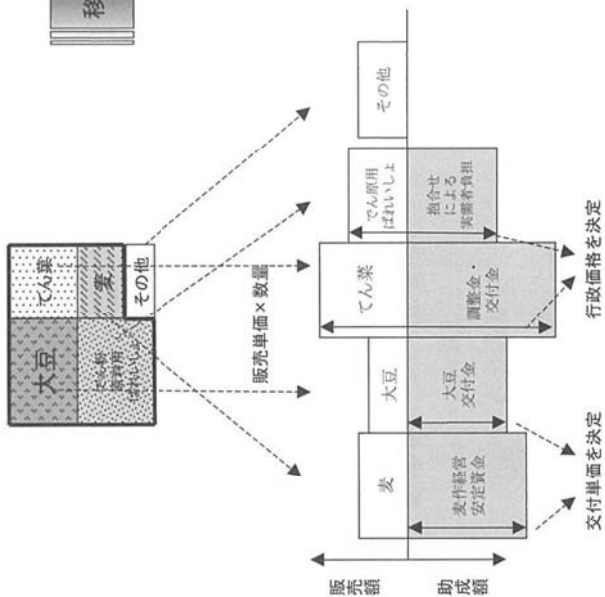 移
大豆
てん菜
でん粉
原料用
ばれいしょ
麦
その他
販売単価×数量
販売額
助成額
麦
大豆
てん菜
でん原用
ばれいしょ
その他
麦作経営
安定資金
大豆
交付金
調整金・
交付金
抱合せ
による
実需者負担
交付単価を決定
行政価格を決定